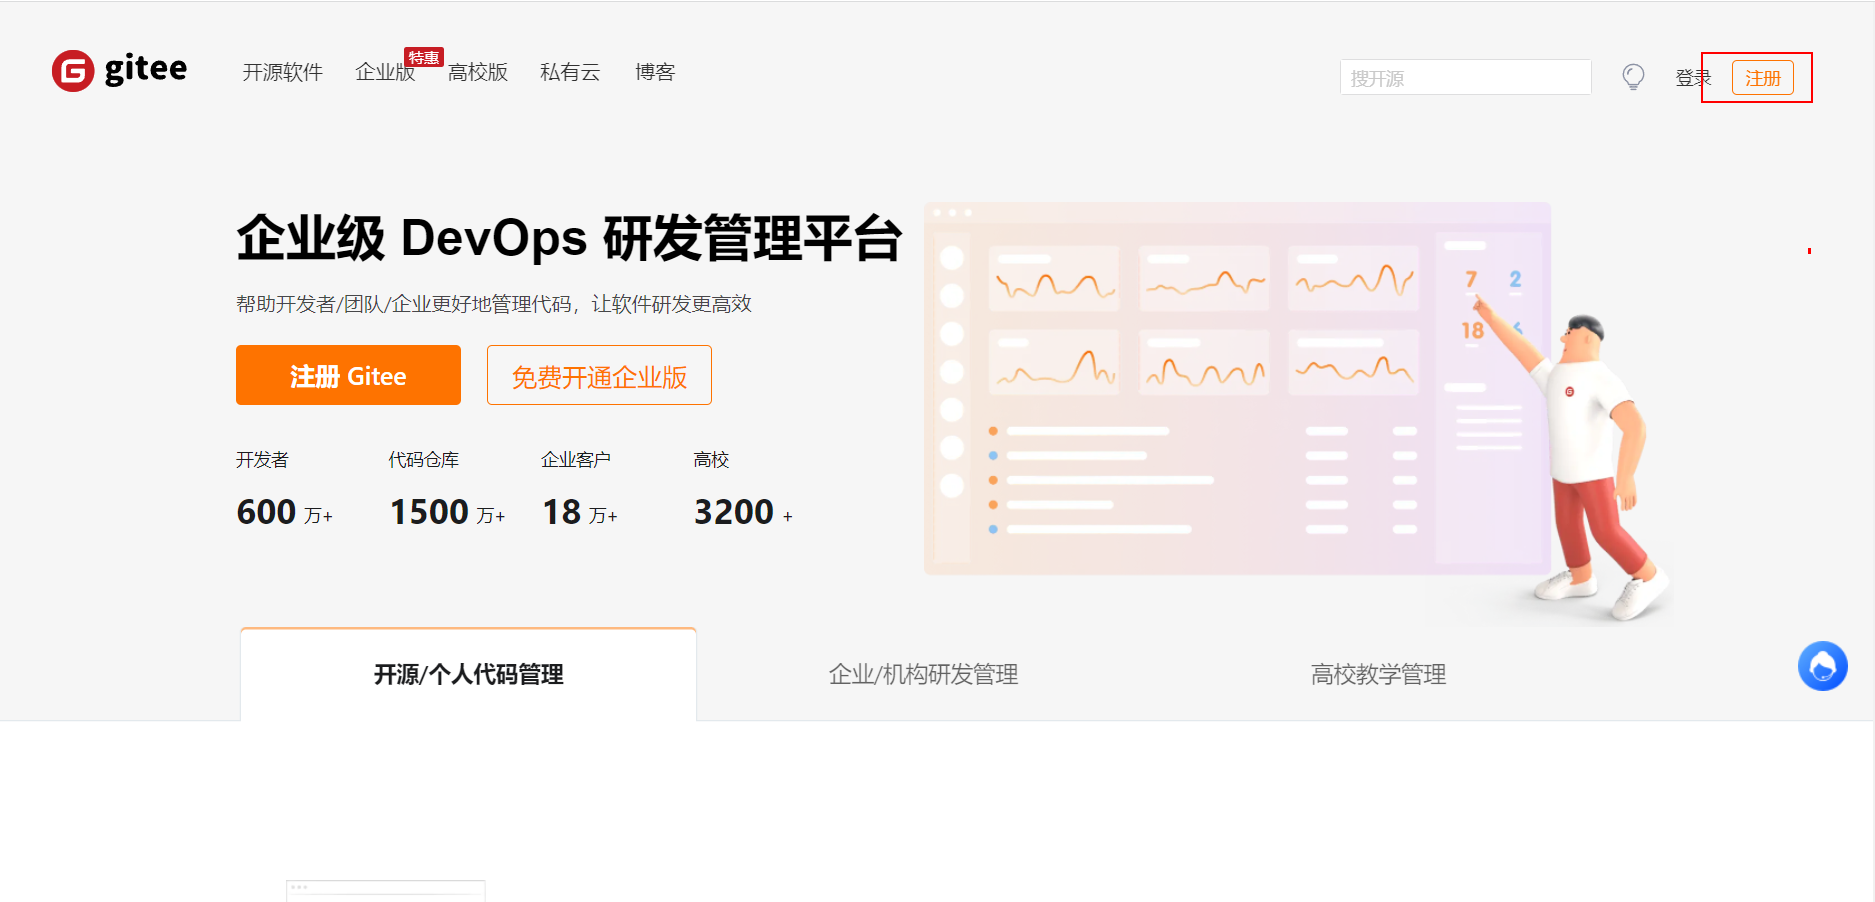 gitee 开源软件 企业版 特惠 高校版 私有云 博客 搜开源 登录 注册
企业级 DevOps 研发管理平台
帮助开发者/团队/企业更好地管理代码，让软件研发更高效
注册 Gitee 免费开通企业版
开发者 代码仓库 企业客户 高校
600 万+ 1500 万+ 18 万+ 3200 +
7 2
18 6
开源/个人代码管理 企业/机构研发管理 高校教学管理